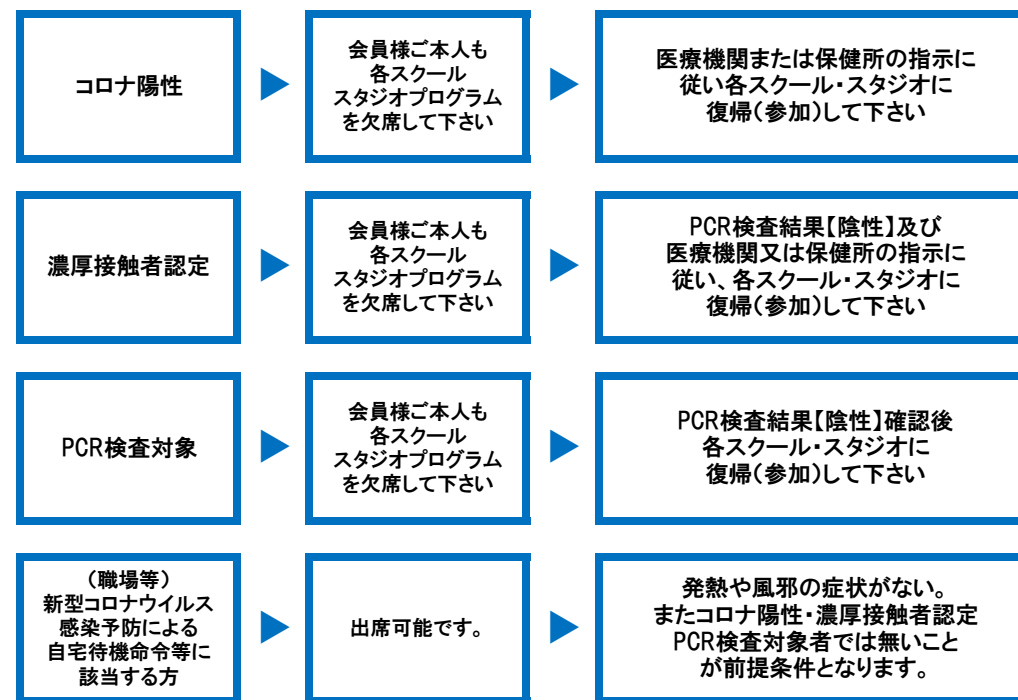 コロナ陽性
会員様ご本人も
各スクール
スタジオプログラム
を欠席して下さい
医療機関または保健所の指示に
従い各スクール・スタジオに
復帰(参加)して下さい
濃厚接触者認定
会員様ご本人も
各スクール
スタジオプログラム
を欠席して下さい
PCR検査結果【陰性】及び
医療機関又は保健所の指示に
従い、各スクール・スタジオに
復帰(参加)して下さい
PCR検査対象
会員様ご本人も
各スクール
スタジオプログラム
を欠席して下さい
PCR検査結果【陰性】確認後
各スクール・スタジオに
復帰(参加)して下さい
(職場等)
新型コロナウイルス
感染予防による
自宅待機命令等に
該当する方
出席可能です。
発熱や風邪の症状がない。
またコロナ陽性・濃厚接触者認定
PCR検査対象者では無いこと
が前提条件となります。